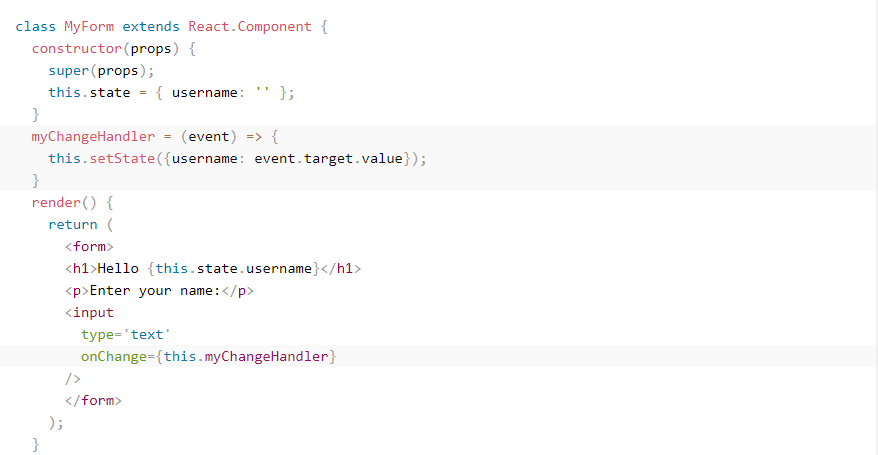 class MyForm extends React.Component {
  constructor(props) {
    super(props);
    this.state = { username: '' };
  }
  myChangeHandler = (event) => {
    this.setState({username: event.target.value});
  }
  render() {
    return (
      <form>
      <h1>Hello {this.state.username}</h1>
      <p>Enter your name:</p>
      <input
        type='text'
        onChange={this.myChangeHandler}
      />
      </form>
    );
  }